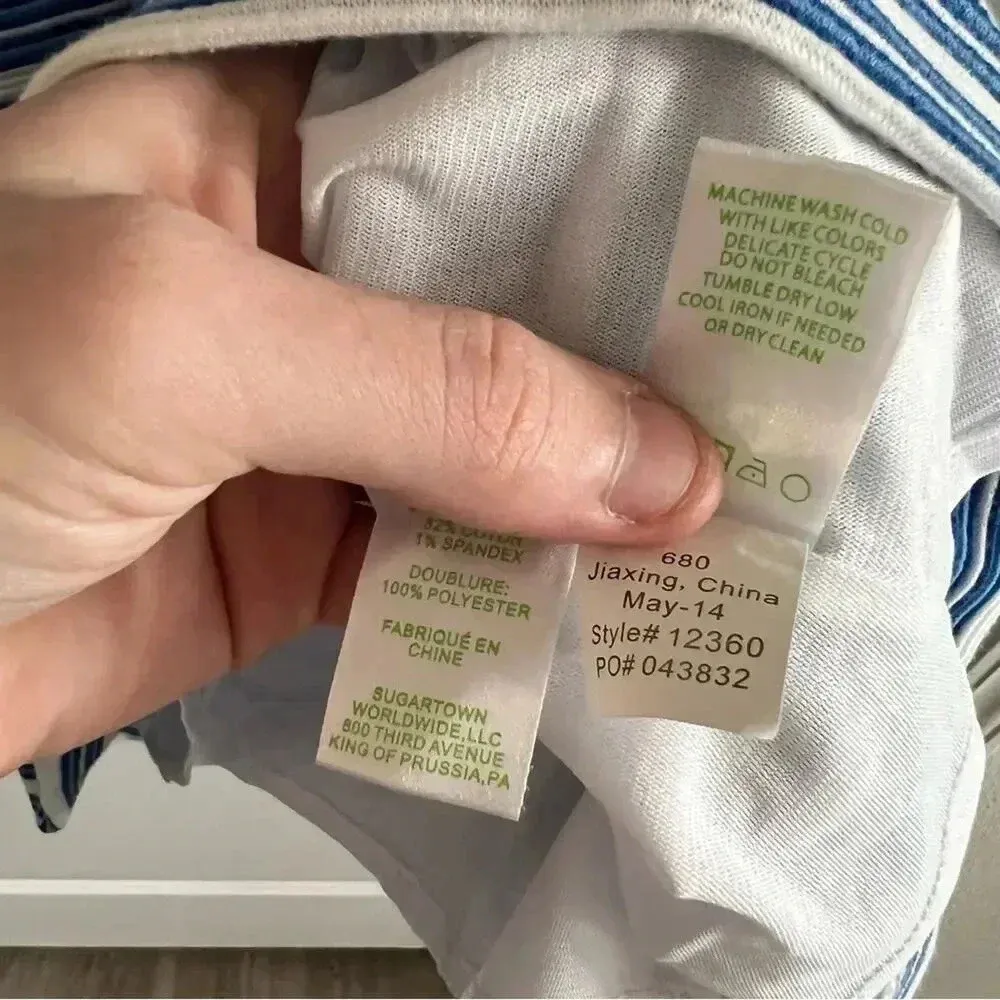 MACHINE WASH COLD
WITH LIKE COLORS
DELICATE CYCLE
DO NOT BLEACH
TUMBLE DRY LOW
COOL IRON IF NEEDED
OR DRY CLEAN
1% SPANDEX
DOUBLURE:
100% POLYESTER
FABRIQUÉ EN
CHINE
SUGARTOWN
WORLDWIDE,LLC
800 THIRD AVENUE
KING OF PRUSSIA,PA
680
Jiaxing, China
May-14
Style# 12360
PO# 043832